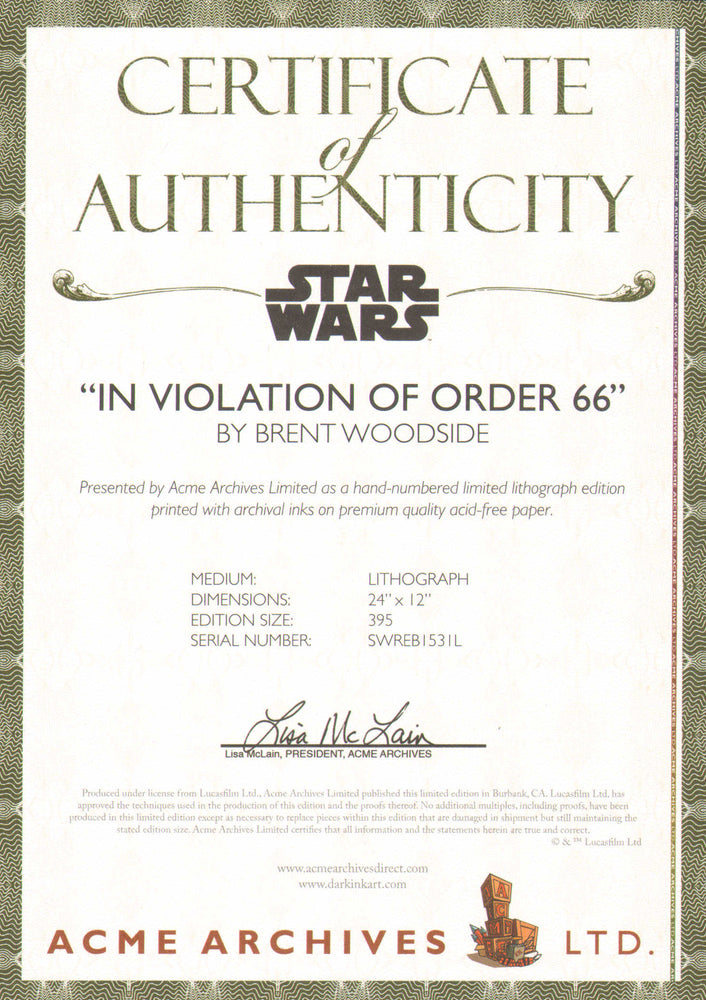 CERTIFICATE
of
AUTHENTICITY
STAR
WARS
“IN VIOLATION OF ORDER 66”
BY BRENT WOODSIDE
Presented by Acme Archives Limited as a hand-numbered limited lithograph edition
printed with archival inks on premium quality acid-free paper.
MEDIUM: LITHOGRAPH
DIMENSIONS: 24" x 12"
EDITION SIZE: 395
SERIAL NUMBER: SWREB1531L
Lisa McLain
Lisa McLain, PRESIDENT, ACME ARCHIVES
Produced under license from Lucasfilm Ltd., Acme Archives Limited published this limited edition in Burbank, CA. Lucasfilm Ltd. has
approved the techniques used in the production of this edition and the proofs thereof. No additional multiples, including proofs, have been
produced in this limited edition except as necessary to replace pieces within this edition that are damaged in shipment but still maintaining the
stated edition size. Acme Archives Limited certifies that all information and the statements herein are true and correct.
© & ™ Lucasfilm Ltd
www.acmearchivesdirect.com
www.darkinkart.com
ACME ARCHIVES LTD.